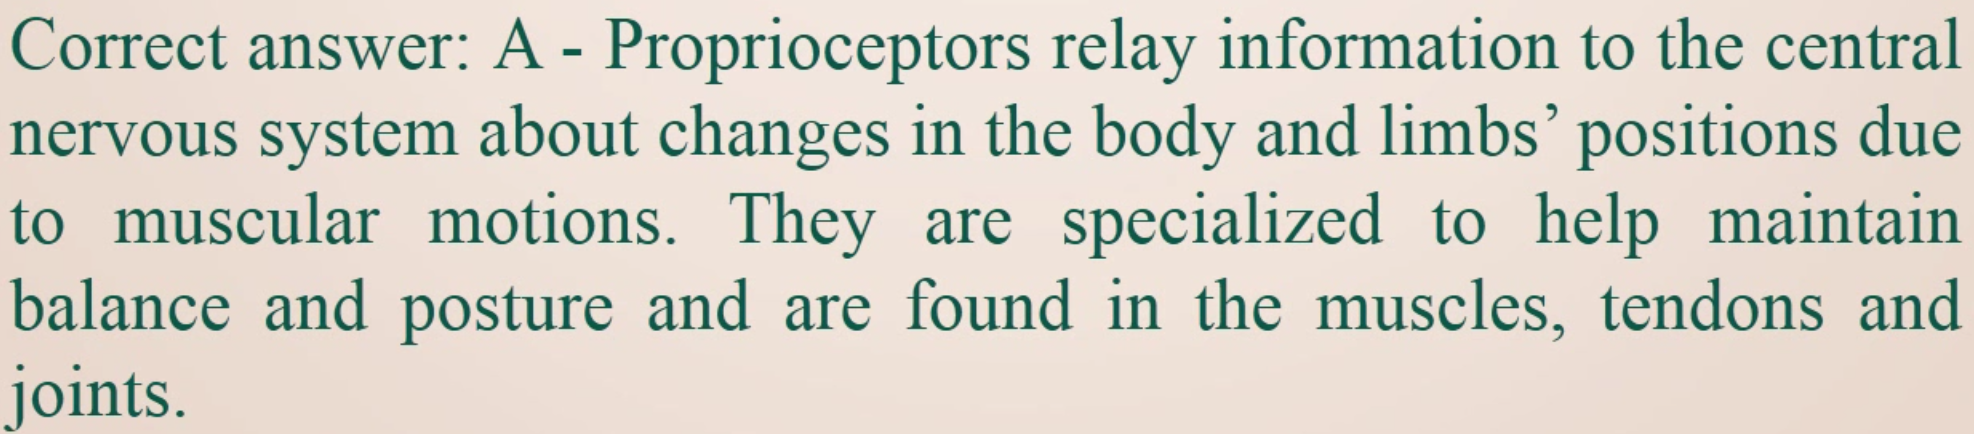 Correct answer: A - Proprioceptors relay information to the central
nervous system about changes in the body and limbs’ positions due
to muscular motions. They are specialized to help maintain
balance and posture and are found in the muscles, tendons and
joints.